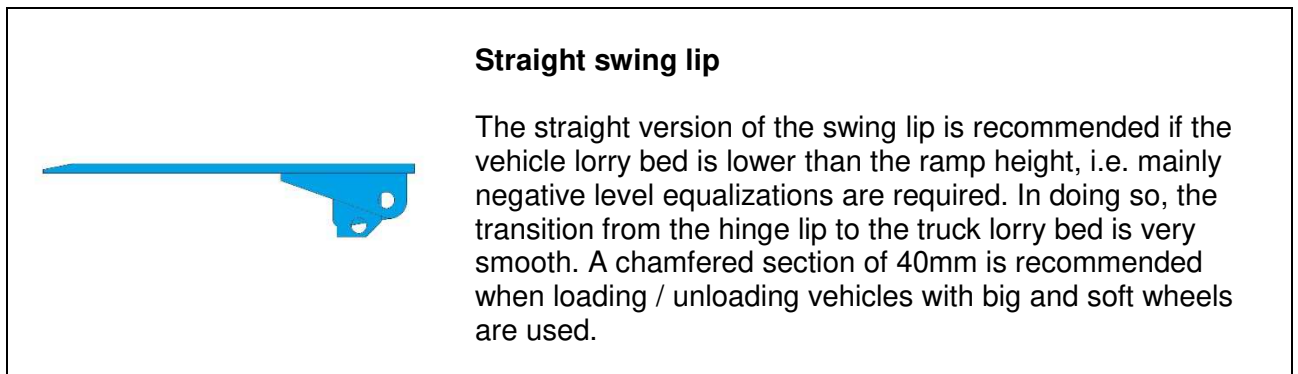 Straight swing lip
The straight version of the swing lip is recommended if the
vehicle lorry bed is lower than the ramp height, i.e. mainly
negative level equalizations are required. In doing so, the
transition from the hinge lip to the truck lorry bed is very
smooth. A chamfered section of 40mm is recommended
when loading / unloading vehicles with big and soft wheels
are used.